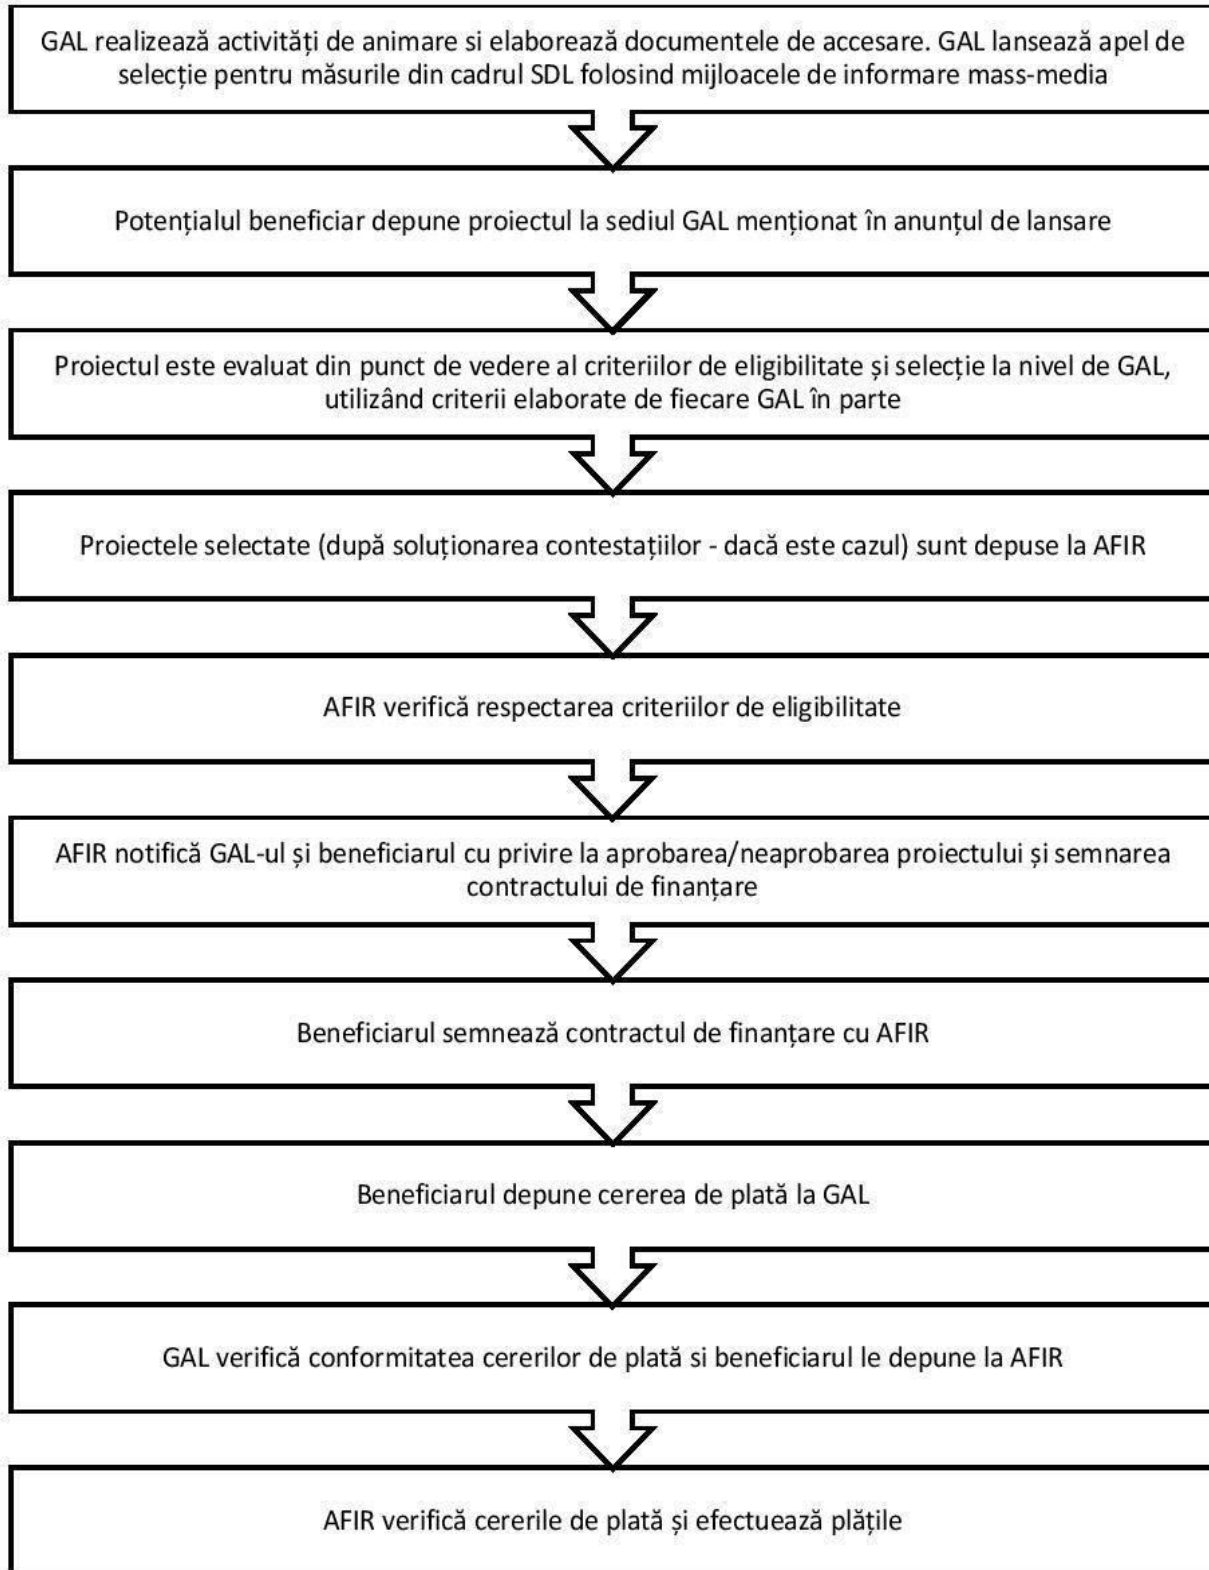 GAL realizează activități de animare si elaborează documentele de accesare. GAL lansează apel de
selecție pentru măsurile din cadrul SDL folosind mijloacele de informare mass-media
Potențialul beneficiar depune proiectul la sediul GAL menționat în anunțul de lansare
Proiectul este evaluat din punct de vedere al criteriilor de eligibilitate și selecție la nivel de GAL,
utilizând criterii elaborate de fiecare GAL în parte
Proiectele selectate (după soluționarea contestațiilor - dacă este cazul) sunt depuse la AFIR
AFIR verifică respectarea criteriilor de eligibilitate
AFIR notifică GAL-ul și beneficiarul cu privire la aprobarea/neaprobarea proiectului și semnarea
contractului de finanțare
Beneficiarul semnează contractul de finanțare cu AFIR
Beneficiarul depune cererea de plată la GAL
GAL verifică conformitatea cererilor de plată si beneficiarul le depune la AFIR
AFIR verifică cererile de plată și efectuează plățile